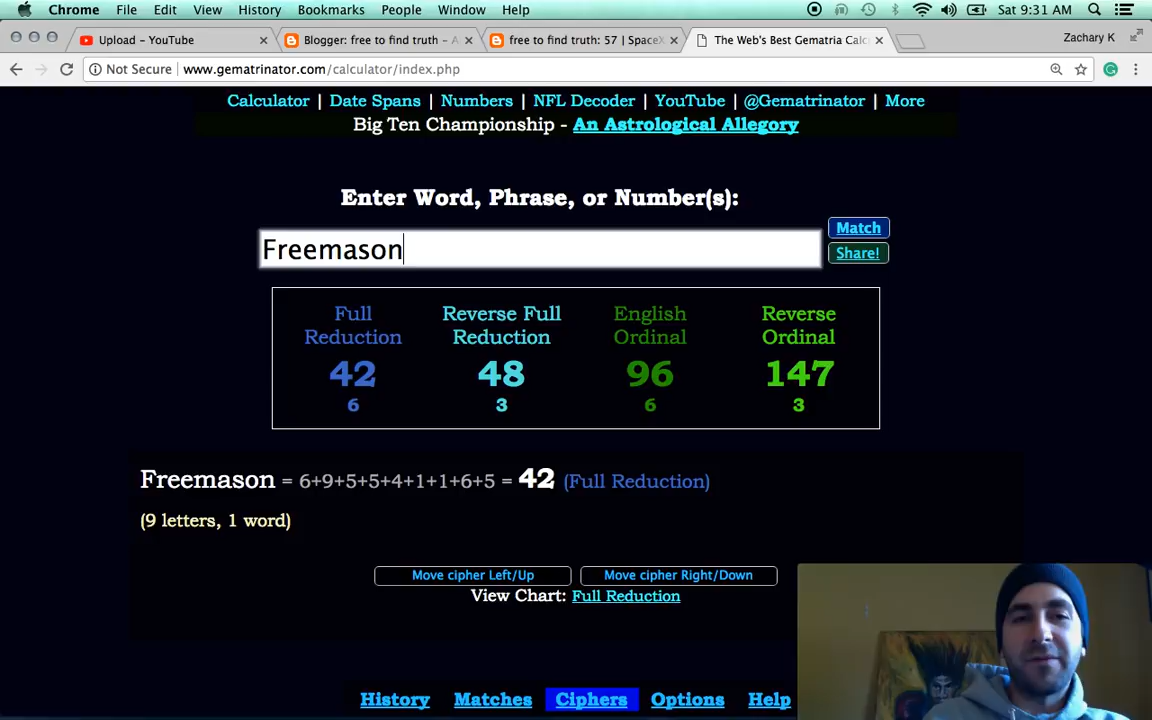 Chrome File Edit View History Bookmarks People Window Help Sat 9:31 AM
Upload - YouTube Blogger: free to find truth - A free to find truth: 57 | SpaceX The Web's Best Gematria Calc Zachary K
Not Secure www.gematrinator.com/calculator/index.php
Calculator | Date Spans | Numbers | NFL Decoder | YouTube | @Gematrinator | More
Big Ten Championship - An Astrological Allegory
Enter Word, Phrase, or Number(s):
Match
Freemason
Share!
Full Reduction Reverse Full Reduction English Ordinal Reverse Ordinal
42 48 96 147
6 3 6 3
Freemason = 6+9+5+5+4+1+1+6+5 = 42 (Full Reduction)
(9 letters, 1 word)
Move cipher Left/Up Move cipher Right/Down
View Chart: Full Reduction
History Matches Ciphers Options Help